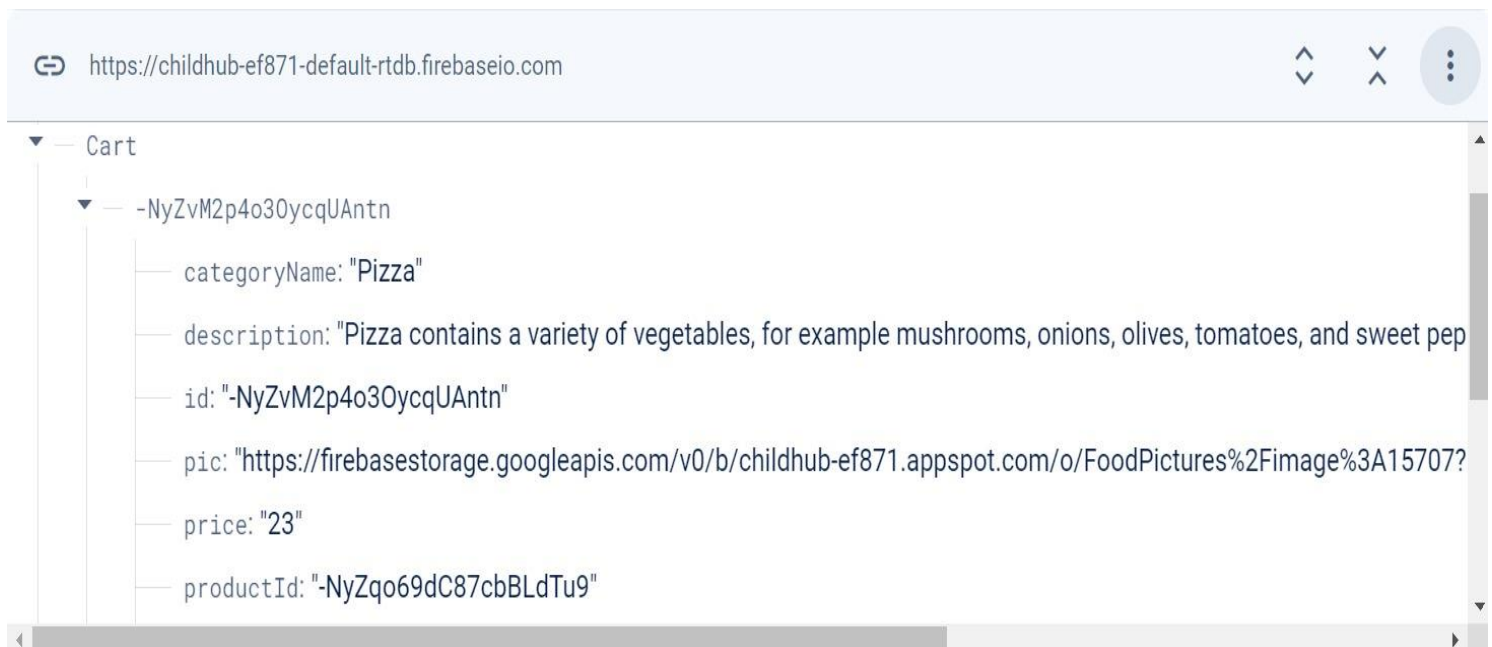 https://childhub-ef871-default-rtdb.firebaseio.com
Cart
-NyZvM2p4o3OycqUAntn
categoryName: "Pizza"
description: "Pizza contains a variety of vegetables, for example mushrooms, onions, olives, tomatoes, and sweet pep
id: "-NyZvM2p4o3OycqUAntn"
pic: "https://firebasestorage.googleapis.com/v0/b/childhub-ef871.appspot.com/o/FoodPictures%2Fimage%3A15707?
price: "23"
productId: "-NyZqo69dC87cbBLdTu9"